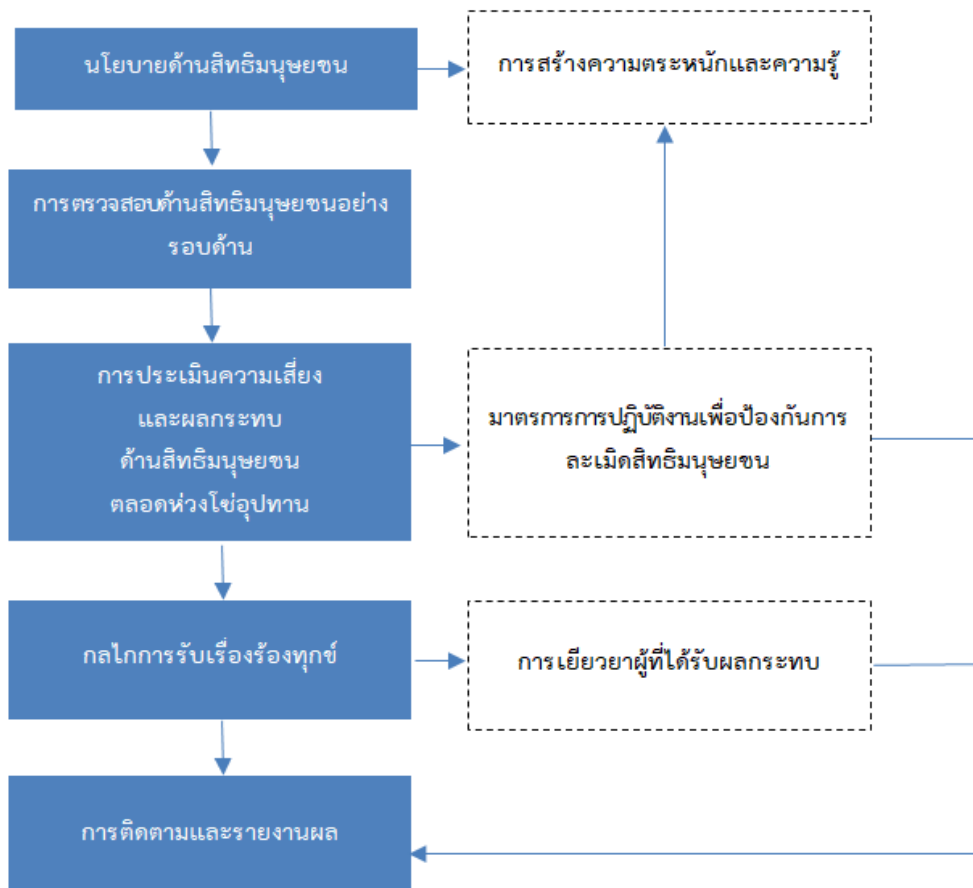 นโยบายด้านสิทธิมนุษยชน
การสร้างความตระหนักและความรู้
การตรวจสอบด้านสิทธิมนุษยชนอย่าง
รอบด้าน
การประเมินความเสี่ยง
และผลกระทบ
ด้านสิทธิมนุษยชน
ตลอดห่วงโซ่อุปทาน
มาตรการการปฏิบัติงานเพื่อป้องกันการ
ละเมิดสิทธิมนุษยชน
กลไกการรับเรื่องร้องทุกข์
การเยียวยาผู้ที่ได้รับผลกระทบ
การติดตามและรายงานผล